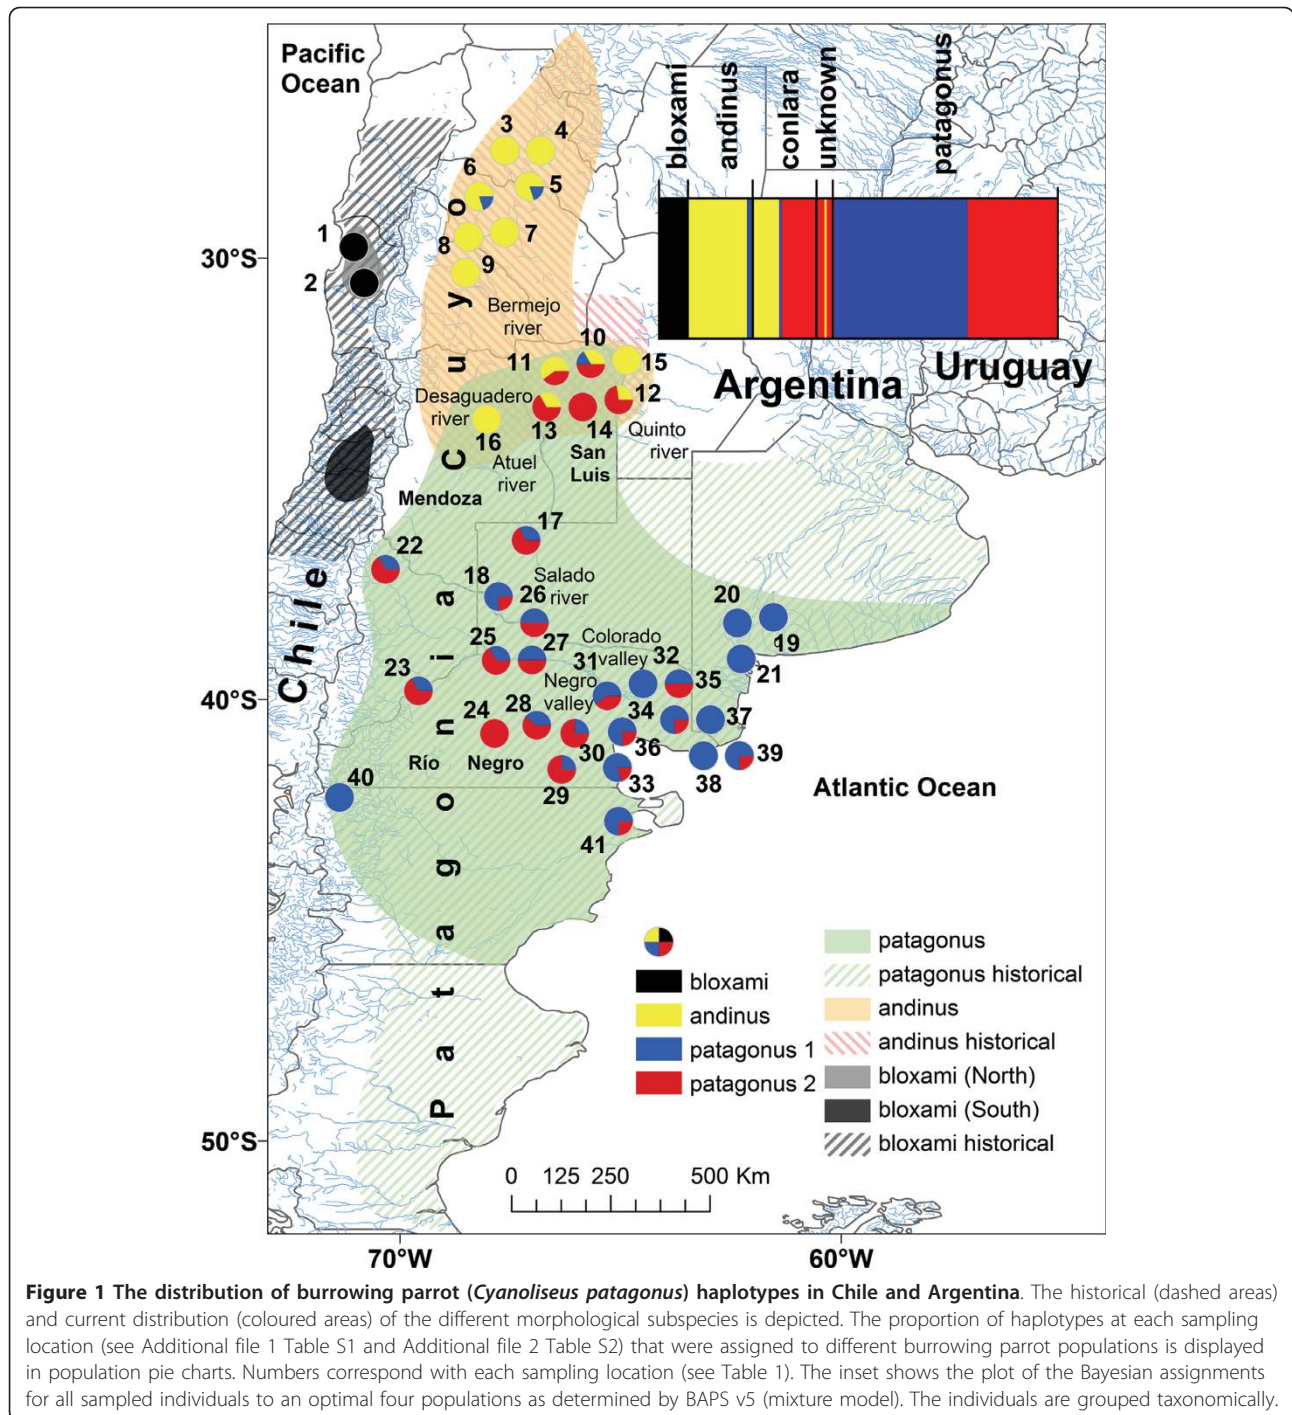 Pacific
Ocean
bloxami
andinus
conlara
unknown
patagonus
3
4
6
5
8
7
9
1
2
30°S
Bermejo
river
Cuyo
10
11
15
12
Desaguadero
river
16
13
14
Quinto
river
Argentina
Uruguay
San
Luis
Atuel
river
Mendoza
17
22
Chile
18
26
Salado
river
20
19
21
25
27
31
Colorado
valley
32
35
23
Negro
valley
40°S
24
28
34
37
30
36
Río
Negro
29
33
38
39
40
41
Atlantic Ocean
Patagonia
bloxami
andinus
patagonus 1
patagonus 2
patagonus
patagonus historical
andinus
andinus historical
bloxami (North)
bloxami (South)
bloxami historical
50°S
0 125 250 500 Km
70°W
60°W
Figure 1 The distribution of burrowing parrot (Cyanoliseus patagonus) haplotypes in Chile and Argentina. The historical (dashed areas)
and current distribution (coloured areas) of the different morphological subspecies is depicted. The proportion of haplotypes at each sampling
location (see Additional file 1 Table S1 and Additional file 2 Table S2) that were assigned to different burrowing parrot populations is displayed
in population pie charts. Numbers correspond with each sampling location (see Table 1). The inset shows the plot of the Bayesian assignments
for all sampled individuals to an optimal four populations as determined by BAPS v5 (mixture model). The individuals are grouped taxonomically.